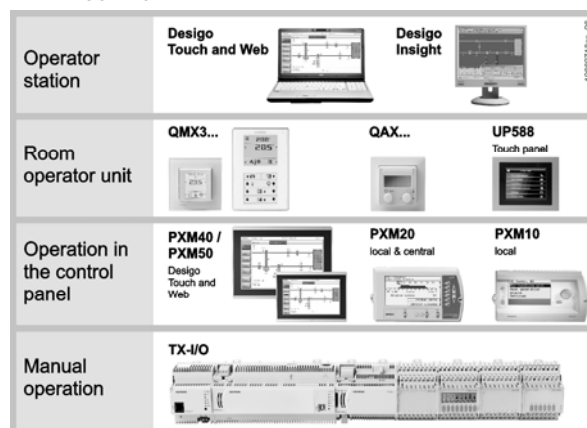 Operator
station
Desigo
Touch and Web
Desigo
Insight
Room
operator unit
QMX3...
QAX...
UP588
Touch panel
Operation in
the control
panel
PXM40 /
PXM50
Desigo
Touch and
Web
PXM20
local & central
PXM10
local
Manual
operation
TX-I/O